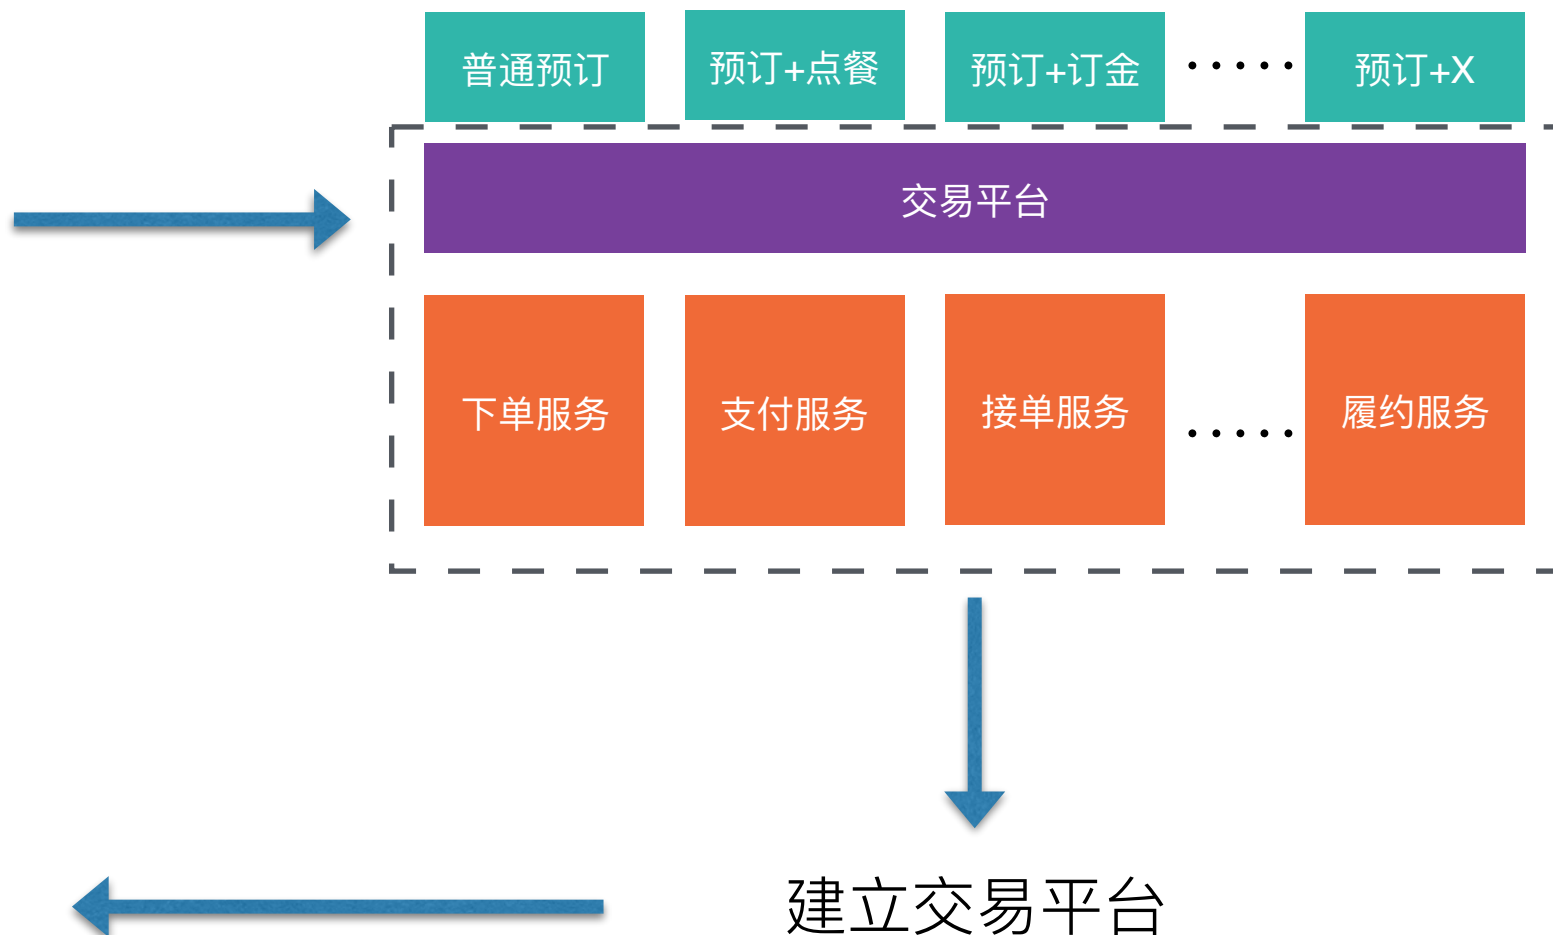 普通预订
预订+点餐
预订+订金
·····
预订+X
交易平台
下单服务
支付服务
接单服务
·····
履约服务
建立交易平台